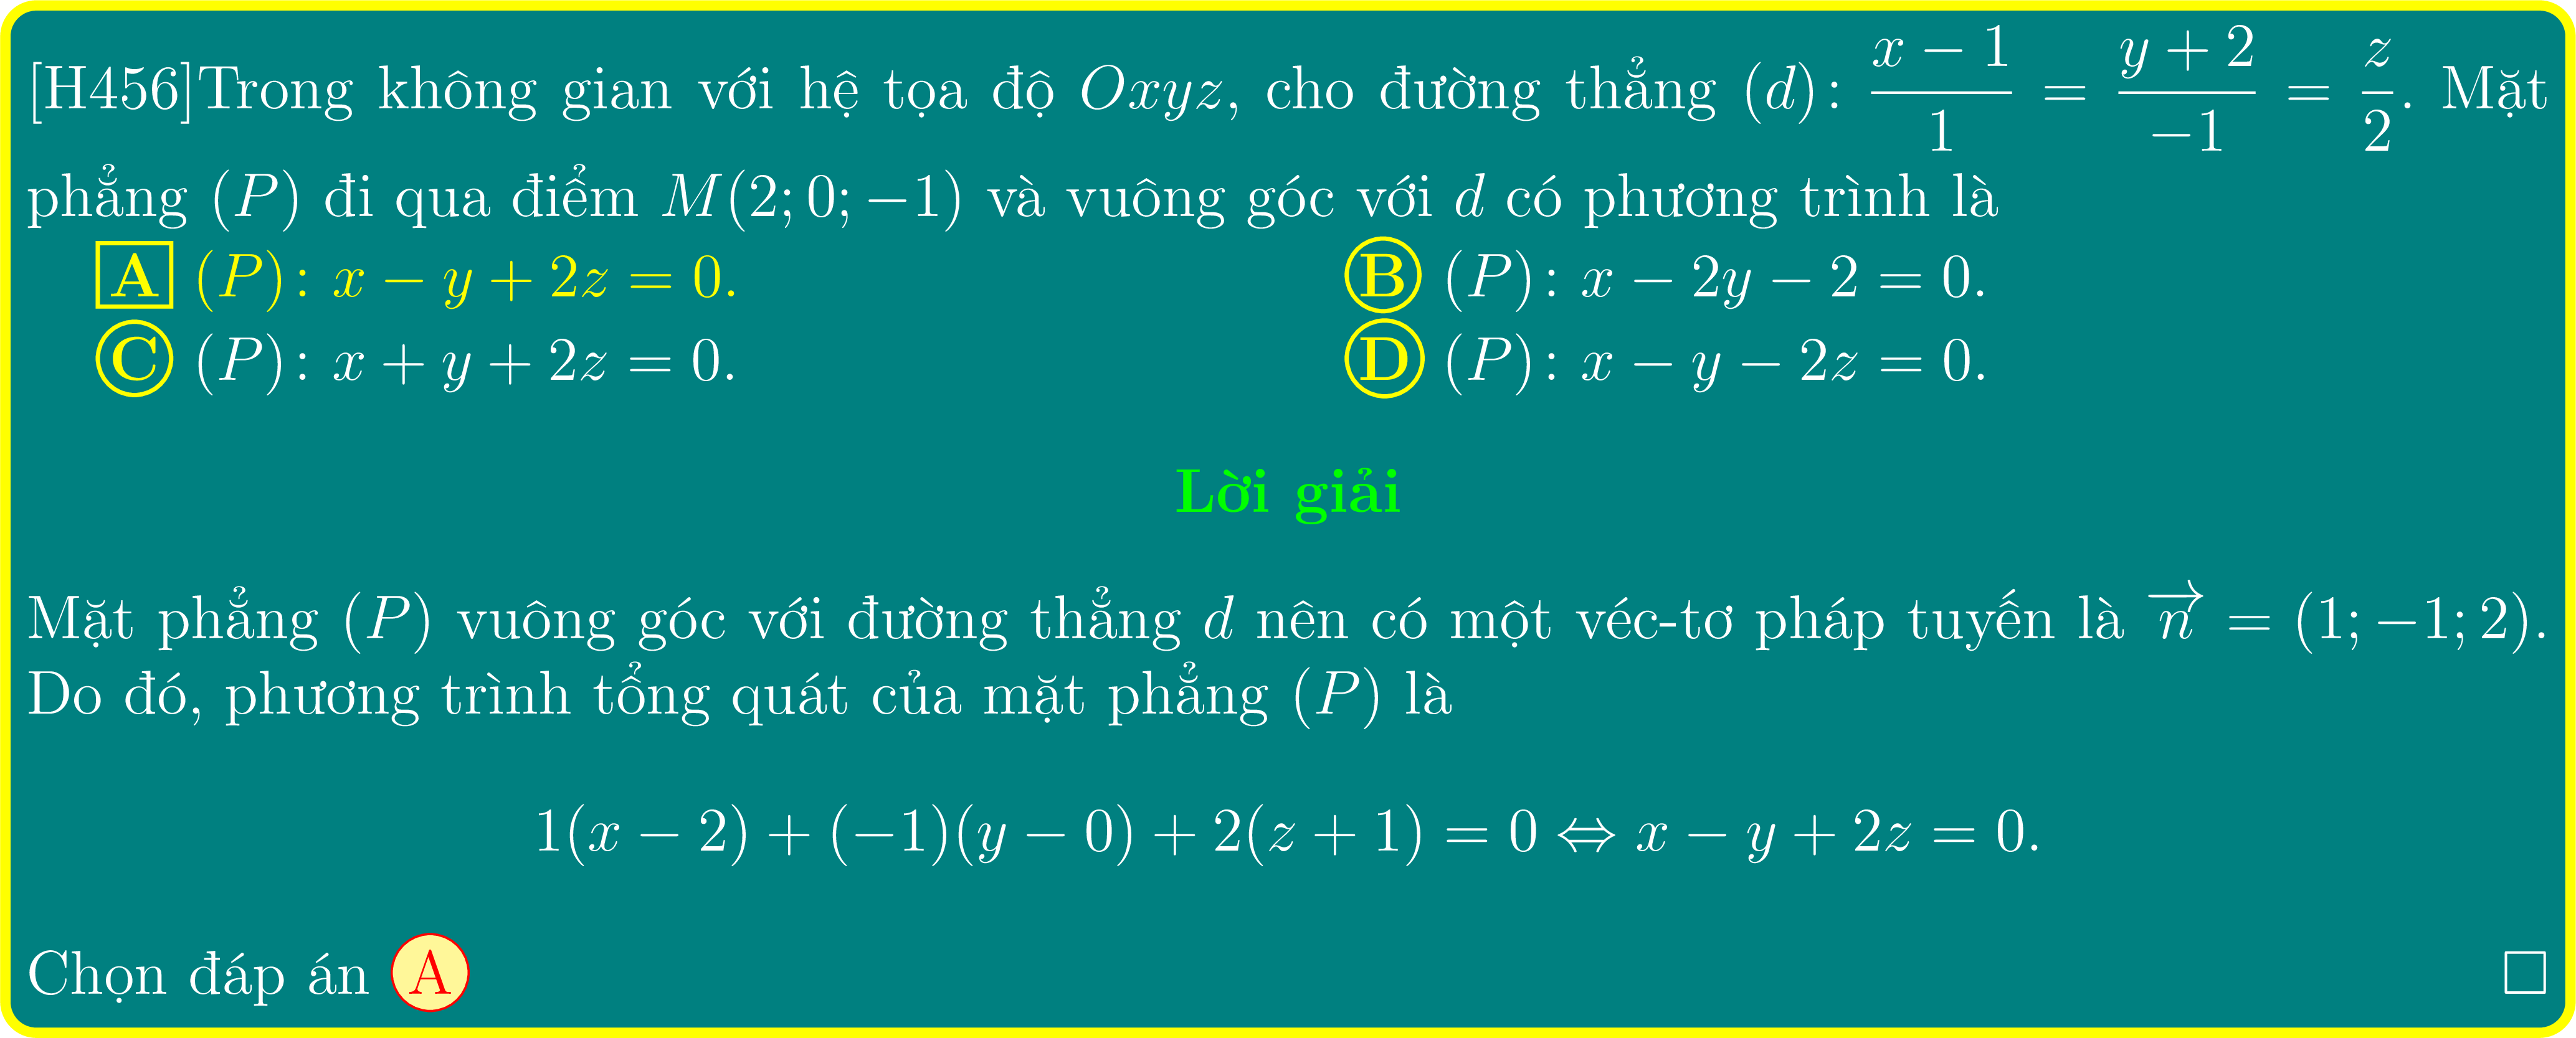 [H456]Trong không gian với hệ tọa độ $Oxyz$, cho đường thẳng $(d)\colon \dfrac{x-1}{1} = \dfrac{y+2}{-1} = \dfrac{z}{2}$. Mặt
phẳng $(P)$ đi qua điểm $M(2; 0; -1)$ và vuông góc với $d$ có phương trình là
A $(P)\colon x - y + 2z = 0.$ B $(P)\colon x - 2y - 2 = 0.$
C $(P)\colon x + y + 2z = 0.$ D $(P)\colon x - y - 2z = 0.$
Lời giải
Mặt phẳng $(P)$ vuông góc với đường thẳng $d$ nên có một véc-tơ pháp tuyến là $\overrightarrow{n} = (1; -1; 2)$.
Do đó, phương trình tổng quát của mặt phẳng $(P)$ là
$1(x - 2) + (-1)(y - 0) + 2(z + 1) = 0 \Leftrightarrow x - y + 2z = 0.$
Chọn đáp án A □